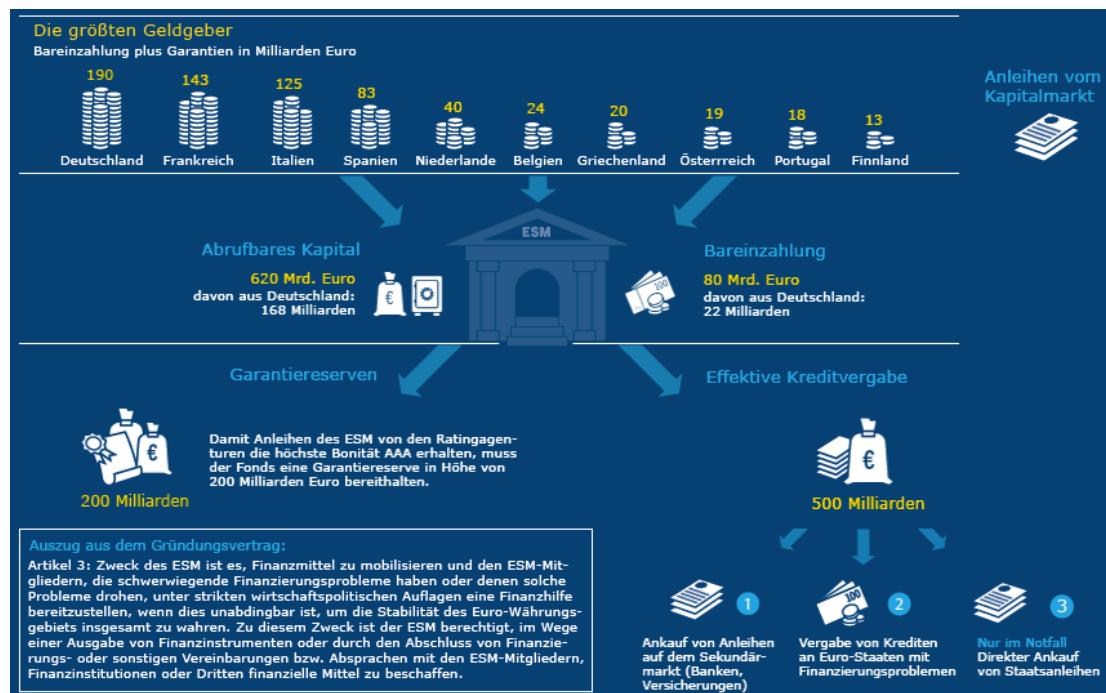 Die größten Geldgeber
Bareinzahlung plus Garantien in Milliarden Euro
190
143
125
83
40
24
20
19
18
13
Deutschland
Frankreich
Italien
Spanien
Niederlande
Belgien
Griechenland
Österrreich
Portugal
Finnland
Anleihen vom
Kapitalmarkt
ESM
Abrufbares Kapital
620 Mrd. Euro
davon aus Deutschland:
168 Milliarden
€
Bareinzahlung
80 Mrd. Euro
davon aus Deutschland:
22 Milliarden
100
Garantiereserven
€
200 Milliarden
Damit Anleihen des ESM von den Ratingagen-
turen die höchste Bonität AAA erhalten, muss
der Fonds eine Garantiereserve in Höhe von
200 Milliarden Euro bereithalten.
Effektive Kreditvergabe
€
500 Milliarden
Auszug aus dem Gründungsvertrag:
Artikel 3: Zweck des ESM ist es, Finanzmittel zu mobilisieren und den ESM-Mit-
gliedern, die schwerwiegende Finanzierungsprobleme haben oder denen solche
Probleme drohen, unter strikten wirtschaftspolitischen Auflagen eine Finanzhilfe
bereitzustellen, wenn dies unabdingbar ist, um die Stabilität des Euro-Währungs-
gebiets insgesamt zu wahren. Zu diesem Zweck ist der ESM berechtigt, im Wege
einer Ausgabe von Finanzinstrumenten oder durch den Abschluss von Finanzie-
rungs- oder sonstigen Vereinbarungen bzw. Absprachen mit den ESM-Mitgliedern,
Finanzinstitutionen oder Dritten finanzielle Mittel zu beschaffen.
1
Ankauf von Anleihen
auf dem Sekundär-
markt (Banken,
Versicherungen)
100
2
Vergabe von Krediten
an Euro-Staaten mit
Finanzierungsproblemen
3
Nur im Notfall
Direkter Ankauf
von Staatsanleihen